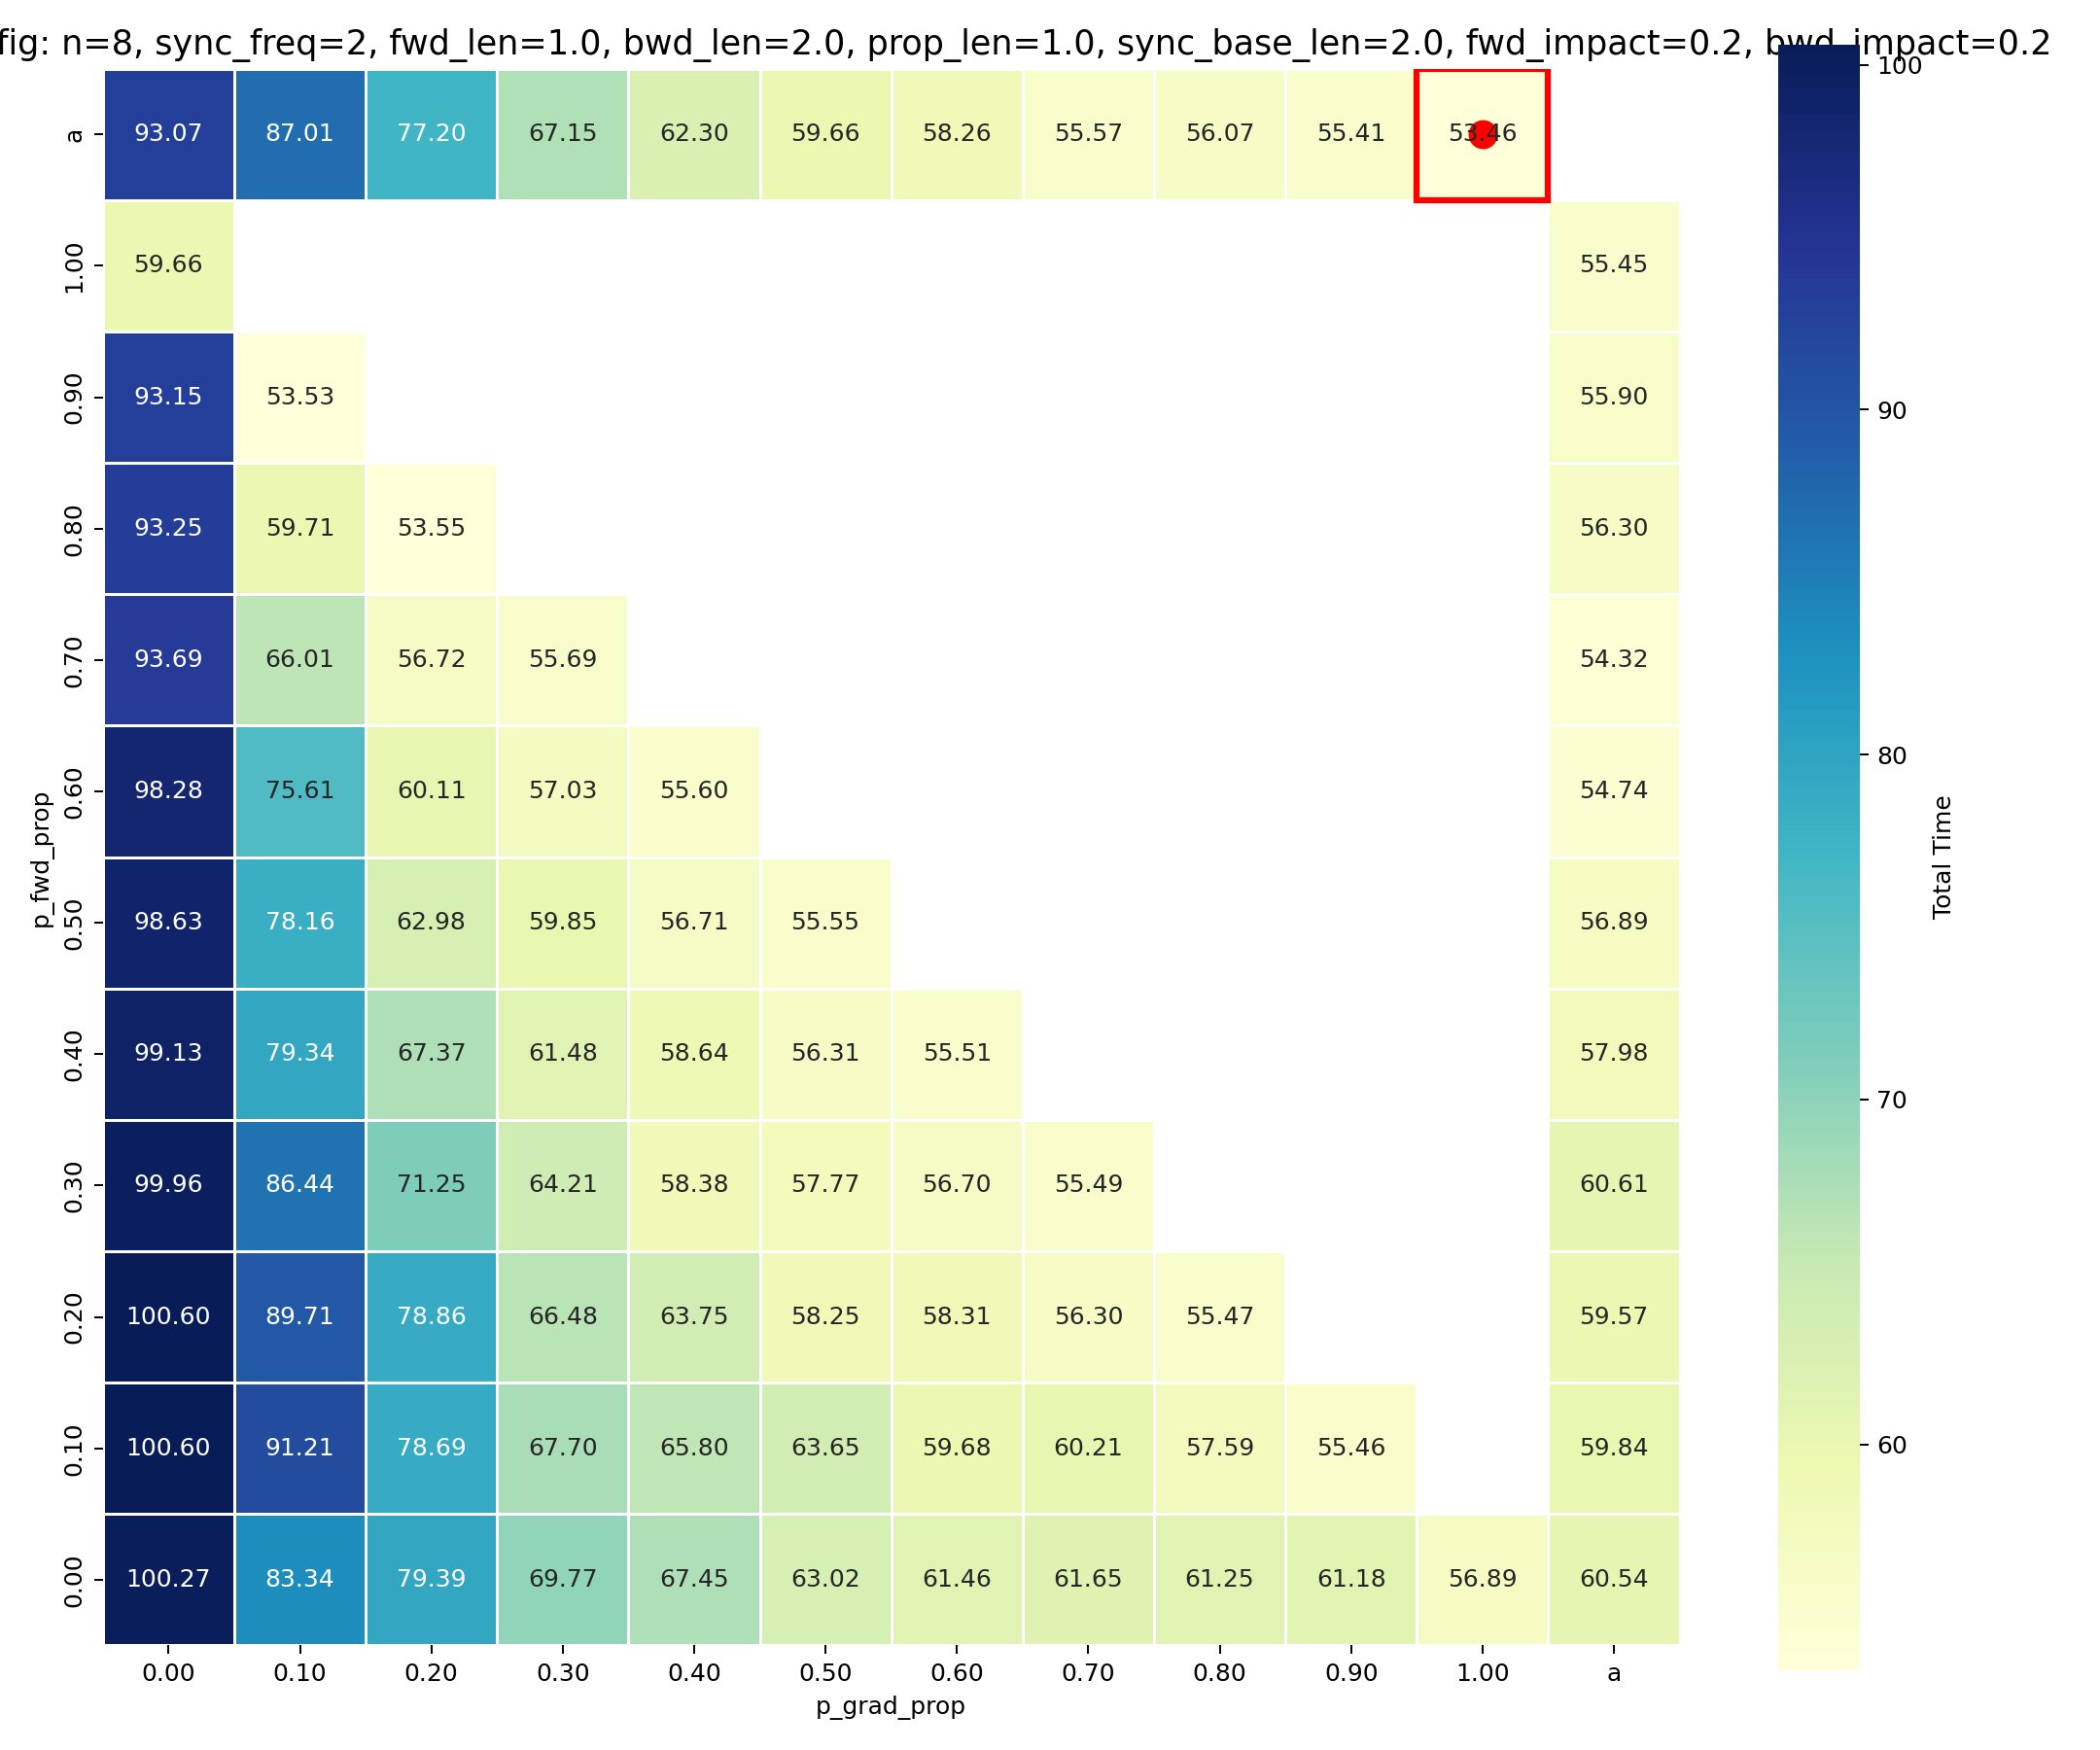 fig: n=8, sync_freq=2, fwd_len=1.0, bwd_len=2.0, prop_len=1.0, sync_base_len=2.0, fwd_impact=0.2, bwd_impact=0.2
a 93.07 87.01 77.20 67.15 62.30 59.66 58.26 55.57 56.07 55.41 53.46
1.00 59.66 55.45
0.90 93.15 53.53 55.90
0.80 93.25 59.71 53.55 56.30
0.70 93.69 66.01 56.72 55.69 54.32
0.60 98.28 75.61 60.11 57.03 55.60 54.74
0.50 98.63 78.16 62.98 59.85 56.71 55.55 56.89
0.40 99.13 79.34 67.37 61.48 58.64 56.31 55.51 57.98
0.30 99.96 86.44 71.25 64.21 58.38 57.77 56.70 55.49 60.61
0.20 100.60 89.71 78.86 66.48 63.75 58.25 58.31 56.30 55.47 59.57
0.10 100.60 91.21 78.69 67.70 65.80 63.65 59.68 60.21 57.59 55.46 59.84
0.00 100.27 83.34 79.39 69.77 67.45 63.02 61.46 61.65 61.25 61.18 56.89 60.54
0.00 0.10 0.20 0.30 0.40 0.50 0.60 0.70 0.80 0.90 1.00 a
p_grad_prop
p_fwd_prop
100
90
80
70
60
Total Time